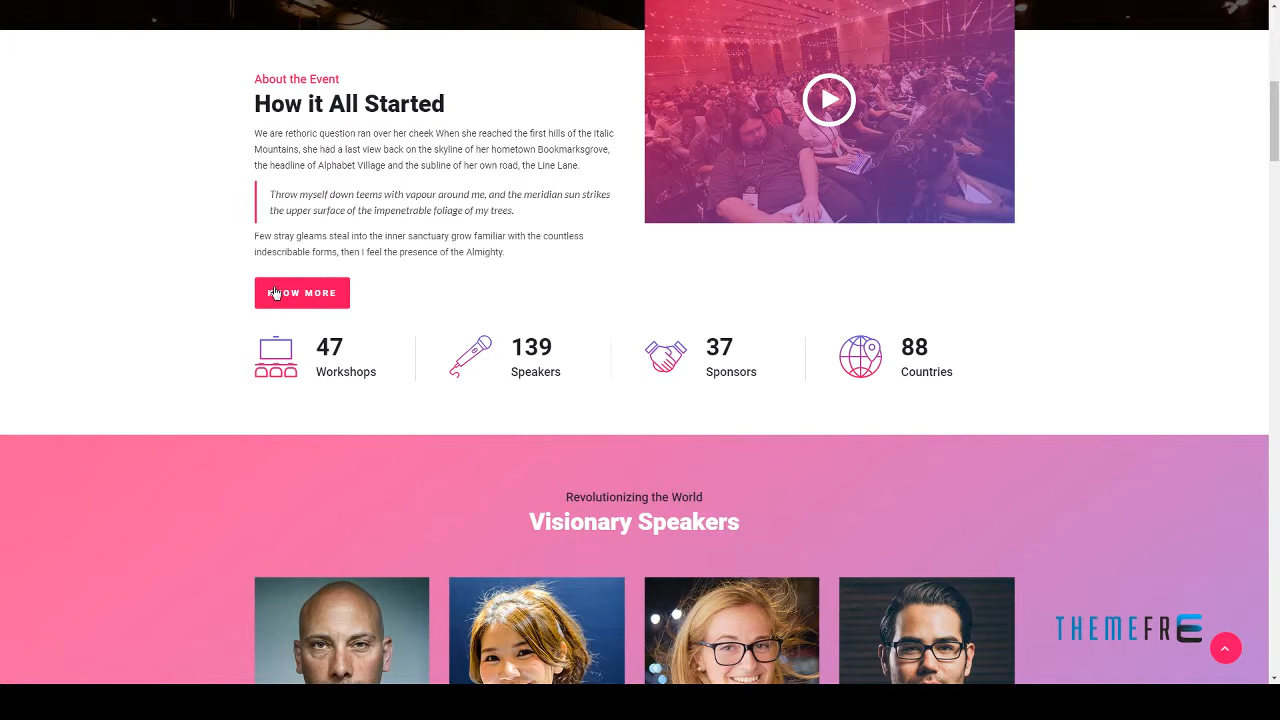 About the Event
How it All Started
We are rethoric question ran over her cheek When she reached the first hills of the Italic
Mountains, she had a last view back on the skyline of her hometown Bookmarksgrove,
the headline of Alphabet Village and the subline of her own road, the Line Lane.
Throw myself down teems with vapour around me, and the meridian sun strikes
the upper surface of the impenetrable foliage of my trees.
Few stray gleams steal into the inner sanctuary grow familiar with the countless
indescribable forms, then I feel the presence of the Almighty.
KNOW MORE
47
Workshops
139
Speakers
37
Sponsors
88
Countries
Revolutionizing the World
Visionary Speakers
THEMEFRE